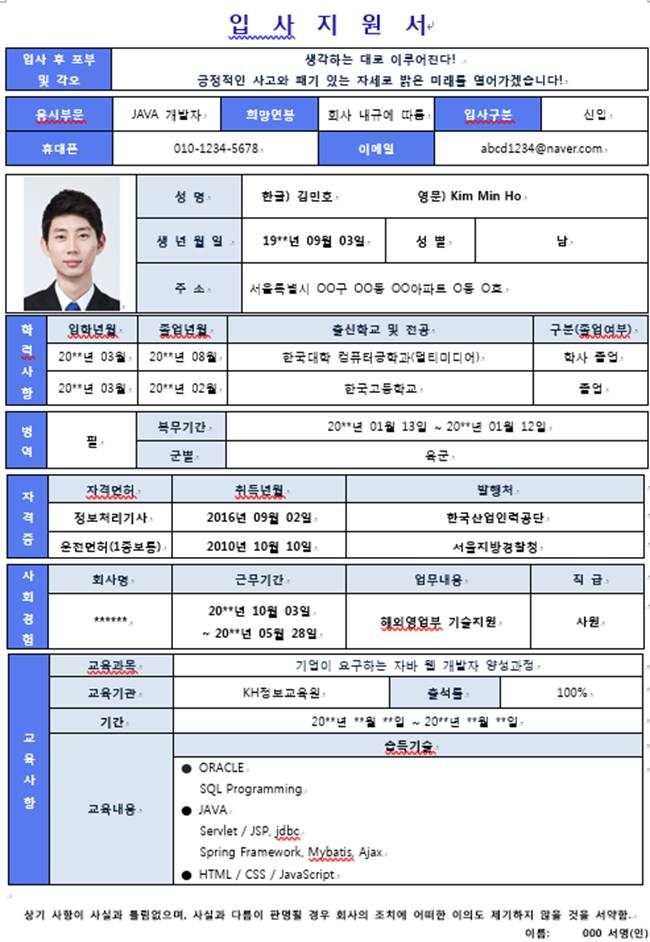 입 사 지 원 서
입사 후 포부 및 각오
생각하는 대로 이루어진다!
긍정적인 사고와 패기 있는 자세로 밝은 미래를 열어가겠습니다!
응시부문 JAVA 개발자 희망연봉 회사 내규에 따름 입사구분 신입
휴대폰 010-1234-5678 이메일 abcd1234@naver.com
성 명 한글) 김민호 영문) Kim Min Ho
생 년 월 일 19**년 09월 03일 성 별 남
주 소 서울특별시 OO구 OO동 OO아파트 O동 O호
학력사항
입학년월 졸업년월 출신학교 및 전공 구분(졸업여부)
20**년 03월 20**년 08월 한국대학 컴퓨터공학과(멀티미디어) 학사 졸업
20**년 03월 20**년 02월 한국고등학교 졸업
병역
필 복무기간 20**년 01월 13일 ~ 20**년 01월 12일
군별 육군
자격증
자격면허 취득년월 발행처
정보처리기사 2016년 09월 02일 한국산업인력공단
운전면허(1종보통) 2010년 10월 10일 서울지방경찰청
사회경험
회사명 근무기간 업무내용 직 급
****** 20**년 10월 03일 ~ 20**년 05월 28일 해외영업부 기술지원 사원
교육사항
교육과목 기업이 요구하는 자바 웹 개발자 양성과정
교육기관 KH정보교육원 출석률 100%
기간 20**년 **월 **일 ~ 20**년 **월 **일
교육내용 습득기술
● ORACLE
SQL Programming
● JAVA
Servlet / JSP, jdbc
Spring Framework, Mybatis, Ajax
● HTML / CSS / JavaScript
상기 사항이 사실과 틀림없으며, 사실과 다름이 판명될 경우 회사의 조치에 어떠한 이의도 제기하지 않을 것을 서약함.
이름: 000 서명(인)